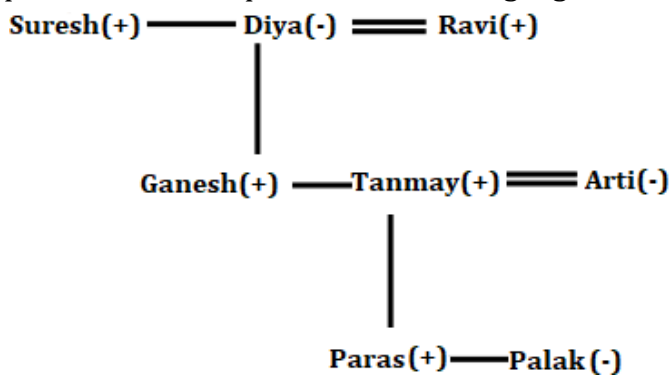 Suresh(+) Diya(-) Ravi(+)
Ganesh(+) Tanmay(+) Arti(-)
Paras(+) Palak(-)